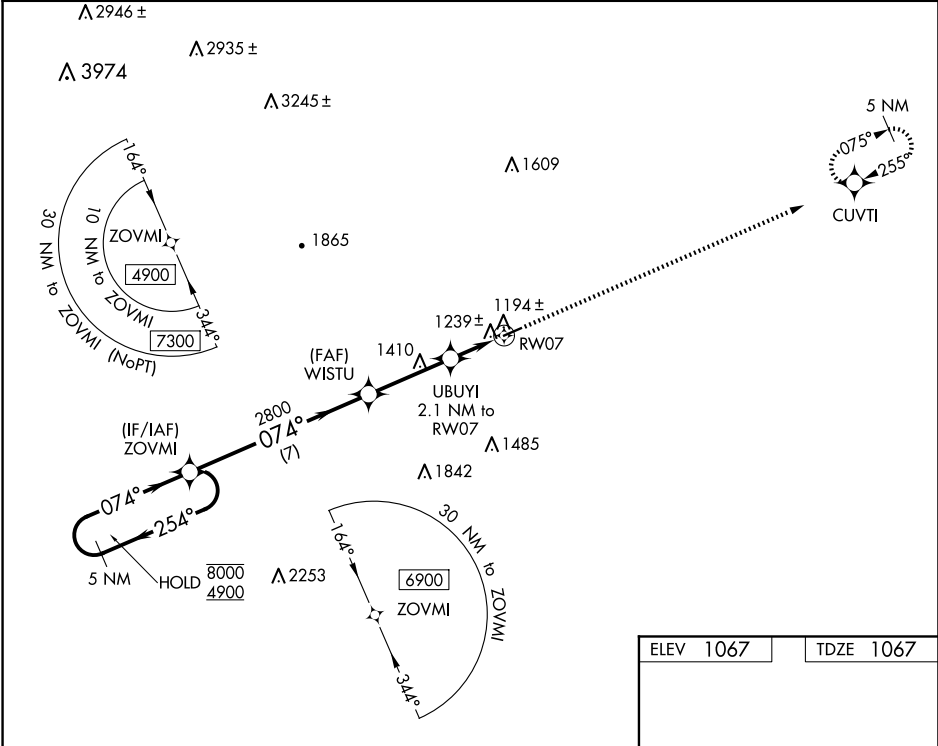 2946 ±
2935 ±
3974
3245 ±
5 NM
075°
255°
CUVTI
1609
164°
ZOVMI
4900
10 NM to ZOVMI
7300
344°
30 NM to ZOVMI (NoPT)
1865
1194 ±
1239 ±
RW07
1410
(FAF)
WISTU
UBUYI
2.1 NM to
RW07
2800
074°
(7)
(IF/IAF)
ZOVMI
1485
1842
074°
254°
5 NM
HOLD
8000
4900
2253
164°
30 NM to ZOVMI
6900
ZOVMI
344°
ELEV 1067
TDZE 1067